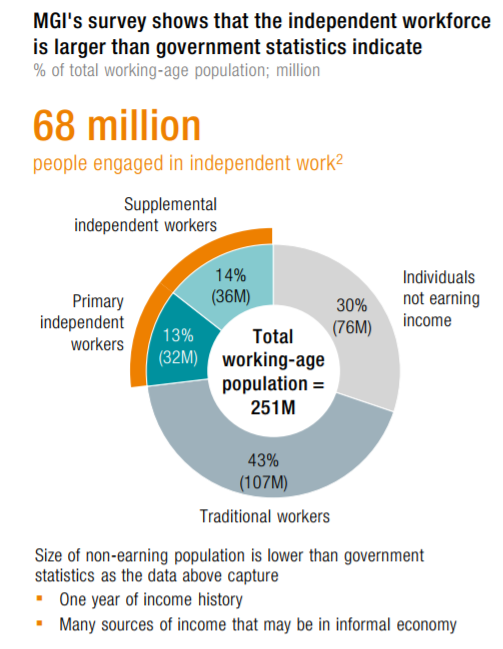 MGI's survey shows that the independent workforce
is larger than government statistics indicate
% of total working-age population; million
68 million
people engaged in independent work²
Supplemental
independent workers
14%
(36M)
Individuals
not earning
income
30%
(76M)
Primary
independent
workers
13%
(32M)
Total
working-age
population =
251M
43%
(107M)
Traditional workers
Size of non-earning population is lower than government
statistics as the data above capture
▪ One year of income history
▪ Many sources of income that may be in informal economy